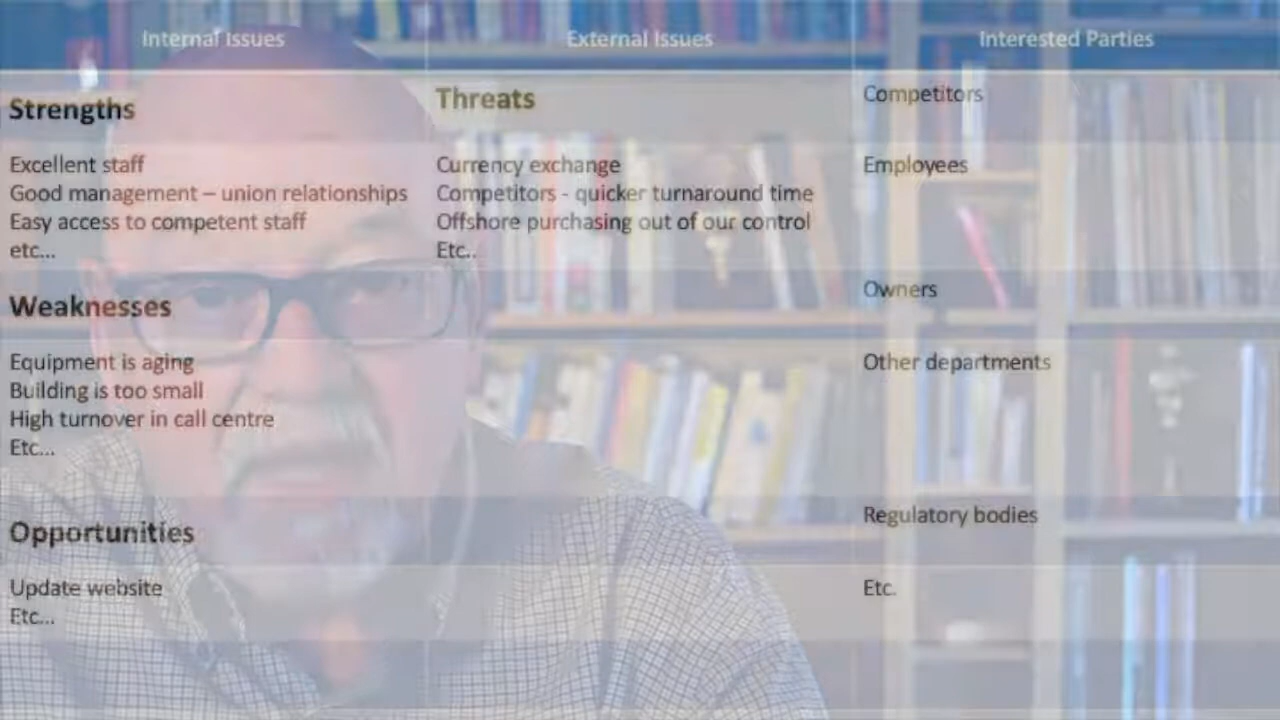 Internal Issues
External Issues
Interested Parties
Strengths
Excellent staff
Good management – union relationships
Easy access to competent staff
etc...
Weaknesses
Equipment is aging
Building is too small
High turnover in call centre
Etc...
Opportunities
Update website
Etc...
Threats
Currency exchange
Competitors - quicker turnaround time
Offshore purchasing out of our control
Etc..
Competitors
Employees
Owners
Other departments
Regulatory bodies
Etc.